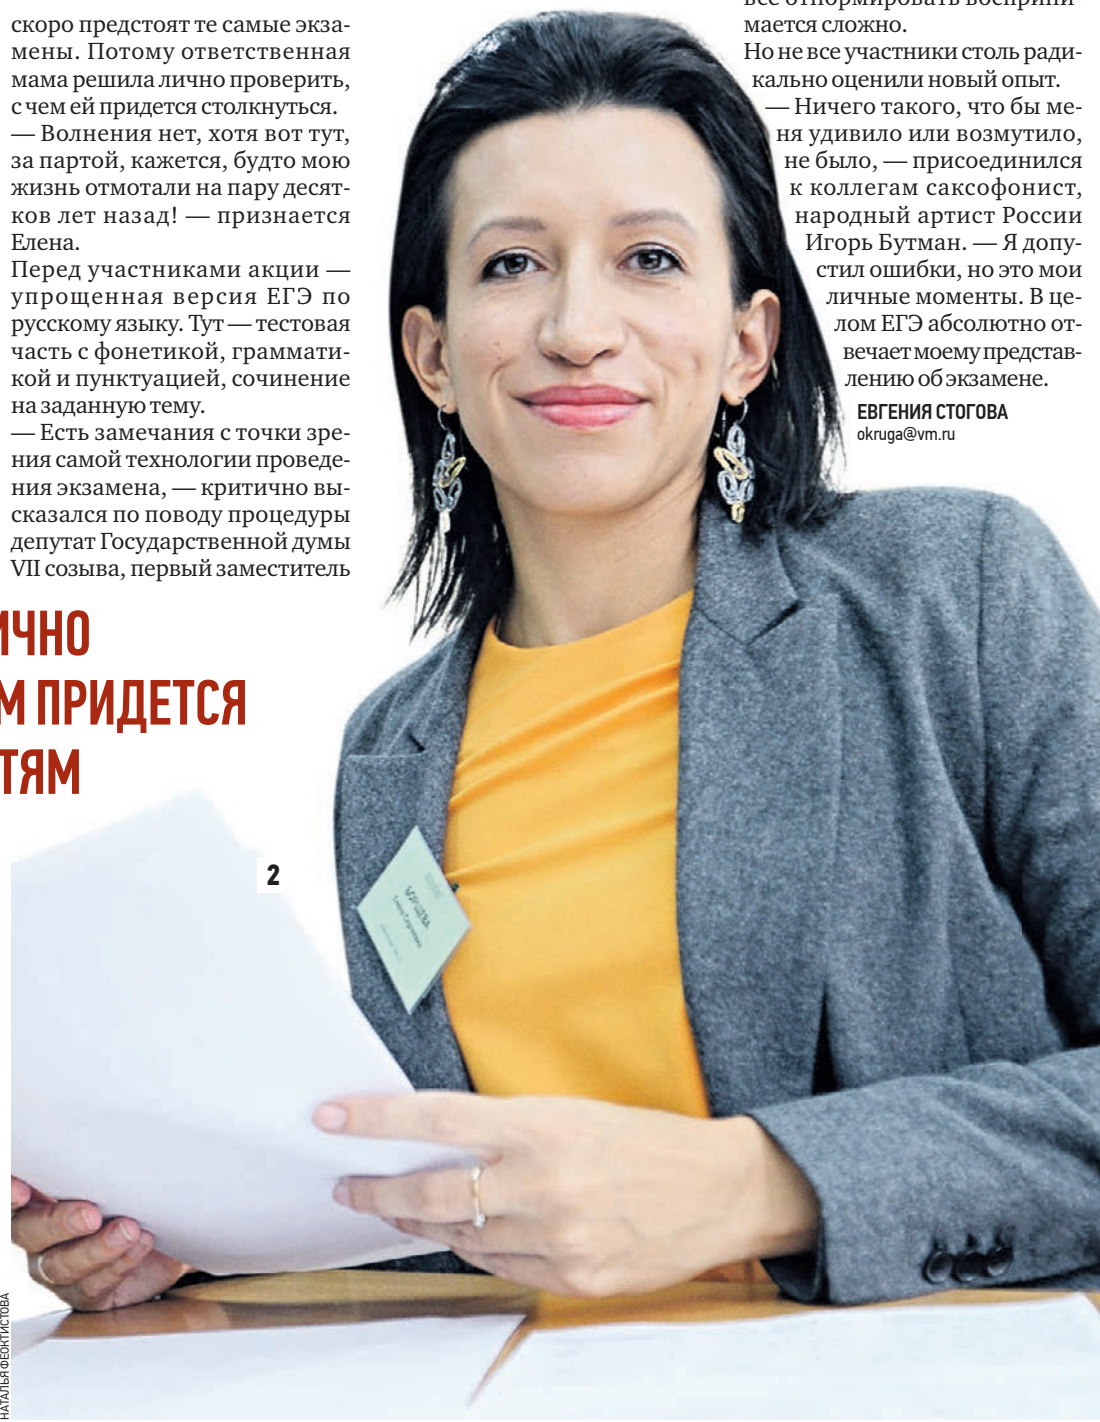 скоро предстоят те самые экза-
мены. Потому ответственная
мама решила лично проверить,
с чем ей придется столкнуться.
— Волнения нет, хотя вот тут,
за партой, кажется, будто мою
жизнь отмотали на пару десят-
ков лет назад! — признается
Елена.
Перед участниками акции —
упрощенная версия ЕГЭ по
русскому языку. Тут — тестовая
часть с фонетикой, граммати-
кой и пунктуацией, сочинение
на заданную тему.
— Есть замечания с точки зре-
ния самой технологии проведе-
ния экзамена, — критично вы-
сказался по поводу процедуры
депутат Государственной думы
VII созыва, первый заместитель
все отнормировать восприни-
мается сложно.
Но не все участники столь ради-
кально оценили новый опыт.
— Ничего такого, что бы ме-
ня удивило или возмутило,
не было, — присоединился
к коллегам саксофонист,
народный артист России
Игорь Бутман. — Я допу-
стил ошибки, но это мои
личные моменты. В це-
лом ЕГЭ абсолютно от-
вечает моему представ-
лению об экзамене.
ЕВГЕНИЯ СТОГОВА
okruga@vm.ru
ИЧНО
М ПРИДЕТСЯ
ТЯМ
2
НАТАЛЬЯ ФЕОКТИСТОВА